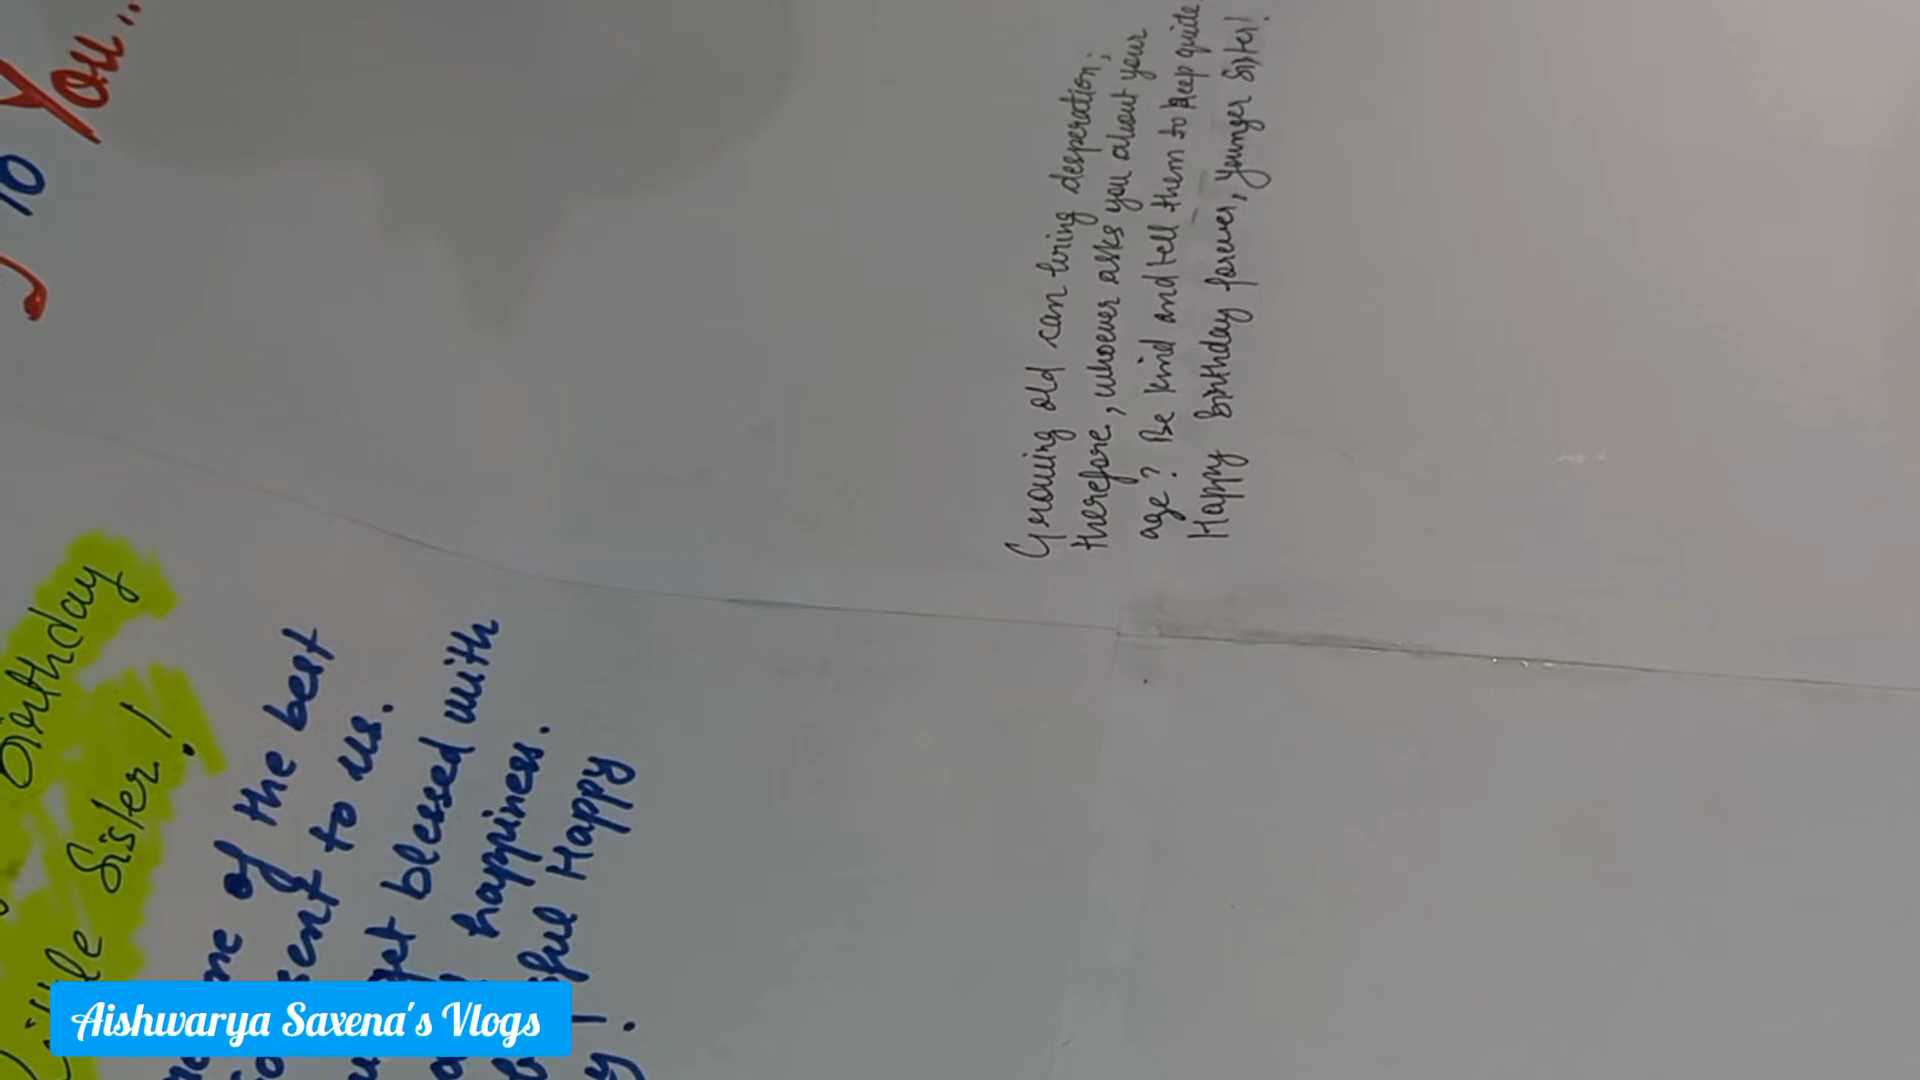 to You..
Birthday
Little Sister!
of the best
sent to us.
get blessed with
happiness.
Happy
Growing old can bring desperation;
therefore, whoever asks you about your
age? Be kind and tell them to keep quite.
Happy birthday forever, younger sister!
Aishwarya Saxena's Vlogs